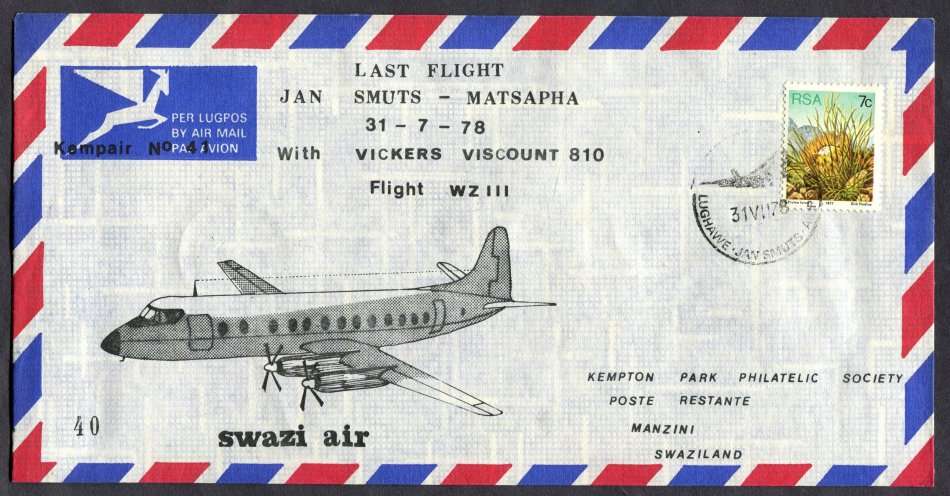 LAST FLIGHT
JAN SMUTS - MATSAPHA
31 - 7 - 78
With VICKERS VISCOUNT 810
Flight WZ III
PER LUGPOS
BY AIR MAIL
PAR AVION
Kempair No 41
RSA 7c
31 VII 78
LUGHAWE · JAN SMUTS
KEMPTON PARK PHILATELIC SOCIETY
POSTE RESTANTE
MANZINI
SWAZILAND
40
swazi air